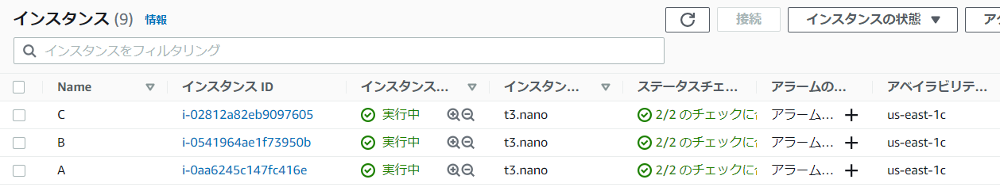 インスタンス (9) 情報 接続 インスタンスの状態
インスタンスをフィルタリング
Name インスタンス ID インスタンス... インスタン... ステータスチェ... アラームの... アベイラビリテ...
C i-02812a82eb9097605 実行中 t3.nano 2/2 のチェックに アラーム... us-east-1c
B i-0541964ae1f73950b 実行中 t3.nano 2/2 のチェックに アラーム... us-east-1c
A i-0aa6245c147fc416e 実行中 t3.nano 2/2 のチェックに アラーム... us-east-1c